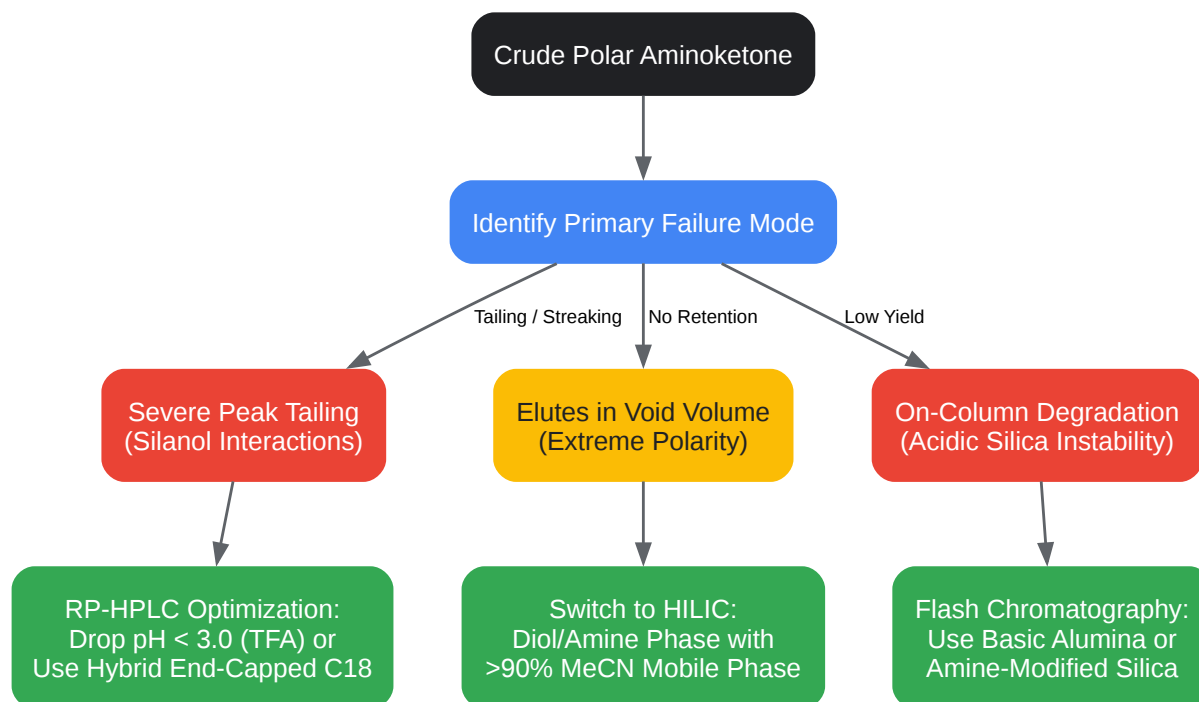 Crude Polar Aminoketone
Identify Primary Failure Mode
Tailing / Streaking
No Retention
Low Yield
Severe Peak Tailing
(Silanol Interactions)
Elutes in Void Volume
(Extreme Polarity)
On-Column Degradation
(Acidic Silica Instability)
RP-HPLC Optimization:
Drop pH < 3.0 (TFA) or
Use Hybrid End-Capped C18
Switch to HILIC:
Diol/Amine Phase with
>90% MeCN Mobile Phase
Flash Chromatography:
Use Basic Alumina or
Amine-Modified Silica